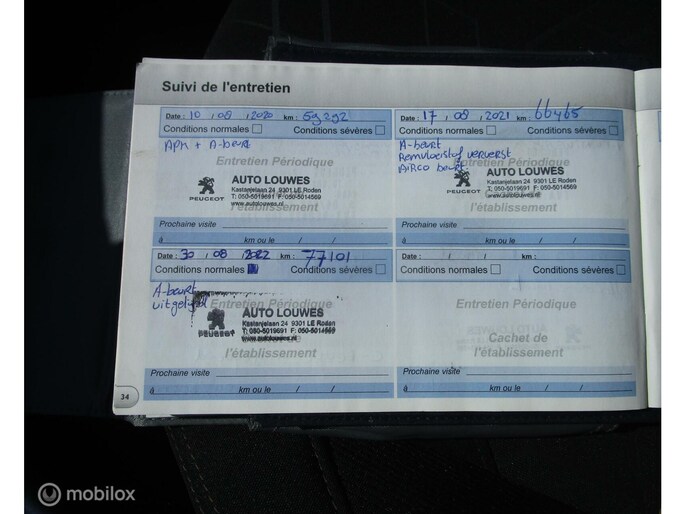 Suivi de l'entretien
Date : 10 , 08 , 2020 km : 59292
Conditions normales Conditions sévères
APK + A-beurt
Entretien Périodique
PEUGEOT
AUTO LOUWES
Kastanjelaan 24 9301 LE Roden
T: 050-5019691 F: 050-5014569
www.autolouwes.nl
l'établissement
Prochaine visite
à km ou le / /
Date : 17 , 08 , 2021 km : 66465
Conditions normales Conditions sévères
A-beurt
Remvloeistof ververst
Airco beurt
Entretien Périodique
PEUGEOT
AUTO LOUWES
Kastanjelaan 24 9301 LE Roden
T: 050-5019691 F: 050-5014569
www.autolouwes.nl
l'établissement
Prochaine visite
à km ou le / /
Date : 30 , 08 , 2022 km : 77101
Conditions normales Conditions sévères
A-beurt
Entretien Périodique
PEUGEOT
AUTO LOUWES
Kastanjelaan 24 9301 LE Roden
T: 050-5019691 F: 050-5014569
www.autolouwes.nl
l'établissement
Prochaine visite
à km ou le / /
Date : / / km :
Conditions normales Conditions sévères
Entretien Périodique
Cachet de
l'établissement
Prochaine visite
à km ou le / /
34
mobilox